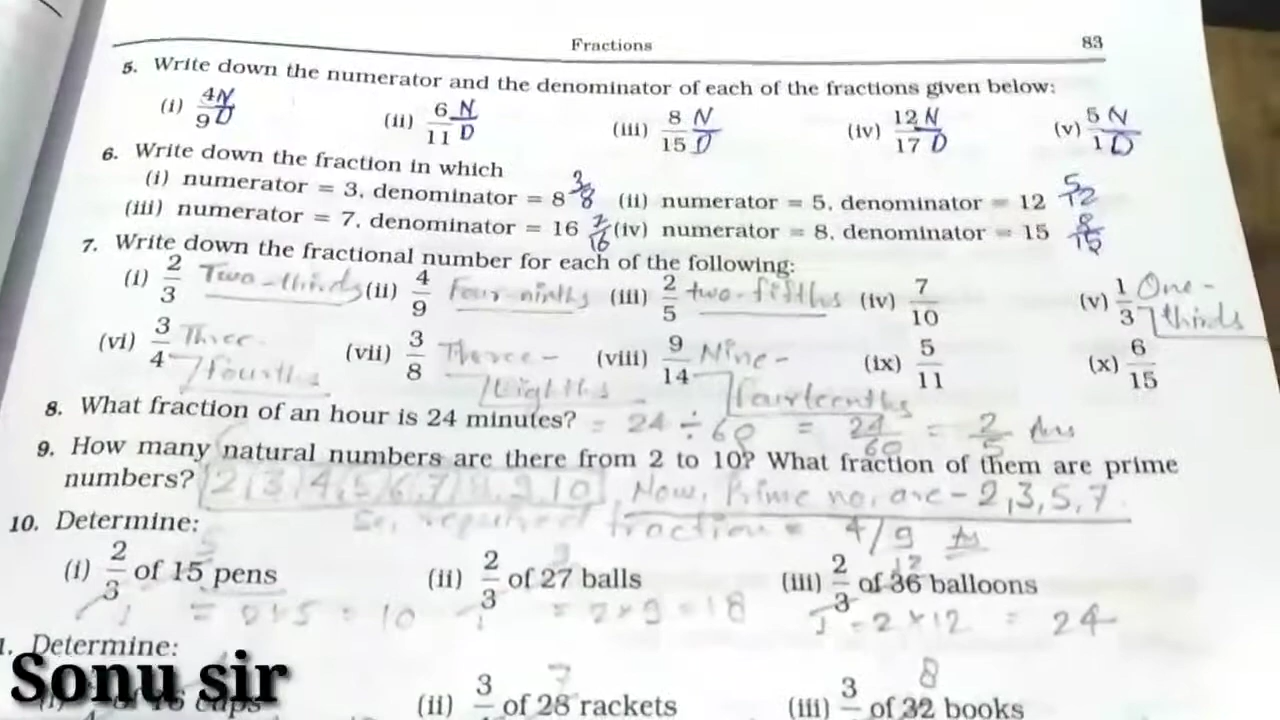 Fractions 83
5. Write down the numerator and the denominator of each of the fractions given below:
(i) 4/9 N/D (ii) 6/11 N/D (iii) 8/15 N/D (iv) 12/17 N/D (v) 5/1 N/D
6. Write down the fraction in which
(i) numerator = 3, denominator = 8 3/8 (ii) numerator = 5, denominator = 12 5/12
(iii) numerator = 7, denominator = 16 7/16 (iv) numerator = 8, denominator = 15 8/15
7. Write down the fractional number for each of the following:
(i) 2/3 Two-thirds (ii) 4/9 Four-ninths (iii) 2/5 two-fifths (iv) 7/10 (v) 1/3 One-
thirds
(vi) 3/4 Three- (vii) 3/8 Three- (viii) 9/14 Nine- (ix) 5/11 (x) 6/15
/fourths /Eighths /fourteenths
8. What fraction of an hour is 24 minutes? = 24 ÷ 60 = 24/60 = 2/5 Ans
9. How many natural numbers are there from 2 to 10? What fraction of them are prime
numbers? 2,3,4,5,6,7,8,9,10, Now, Prime no. are - 2,3,5,7
So, required fraction = 4/9
10. Determine:
(i) 2/3 of 15 pens (ii) 2/3 of 27 balls (iii) 2/3 of 36 balloons
= 2×5 = 10 = 2×9 = 18 = 2×12 = 24
1. Determine:
Sonu sir
(ii) 3 of 28 rackets (iii) 3 of 32 books